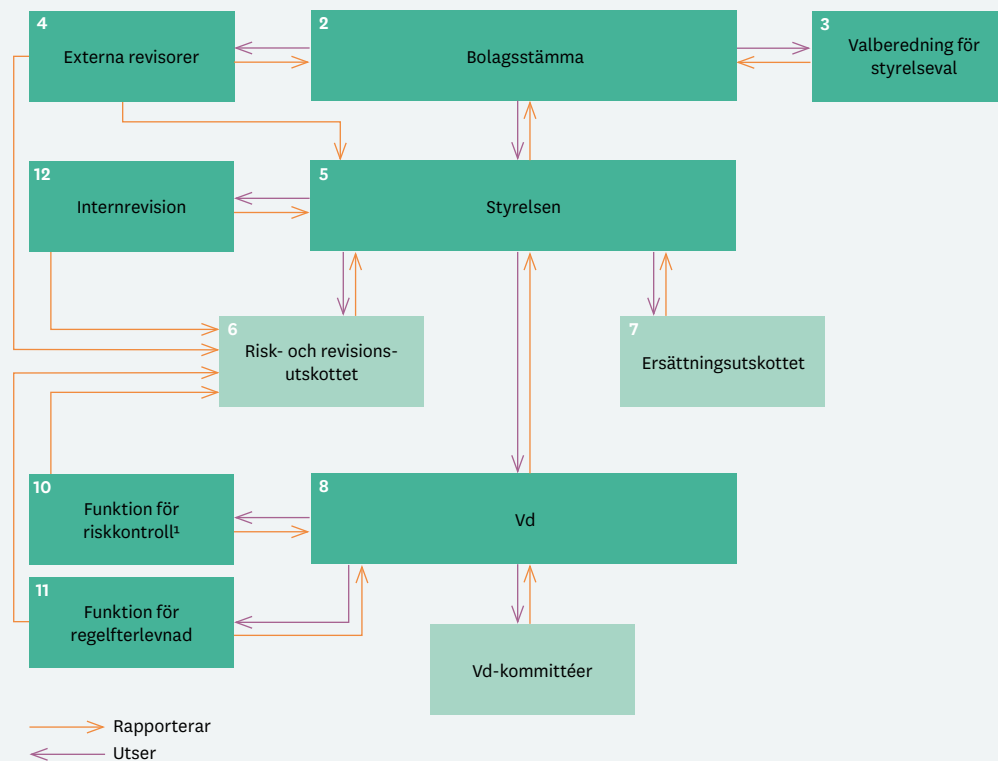 4
Externa revisorer
2
Bolagsstämma
3
Valberedning för
styrelseval
12
Internrevision
5
Styrelsen
6
Risk- och revisions-
utskottet
7
Ersättningsutskottet
10
Funktion för
riskkontroll¹
8
Vd
11
Funktion för
regelfterlevnad
Vd-kommittéer
Rapporterar
Utser